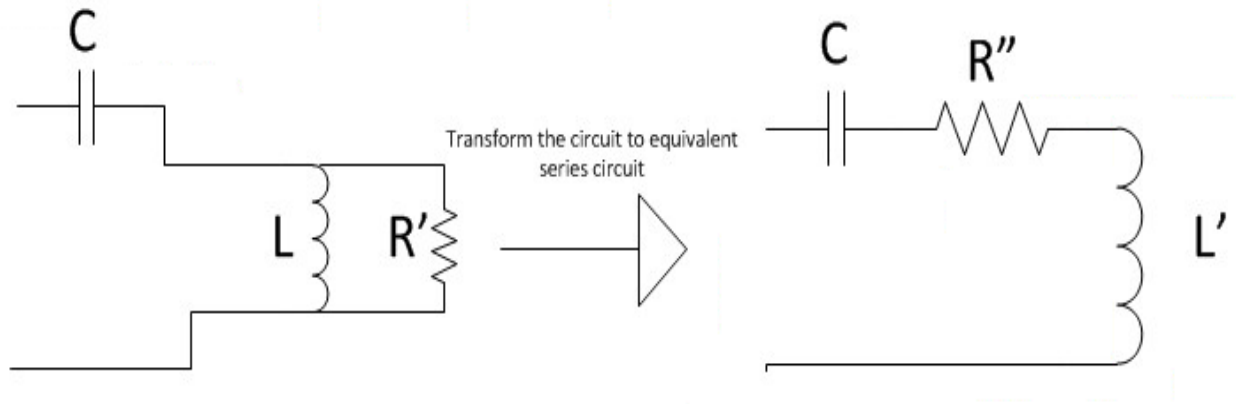 C
L
R’
Transform the circuit to equivalent
series circuit
C
R”
L’